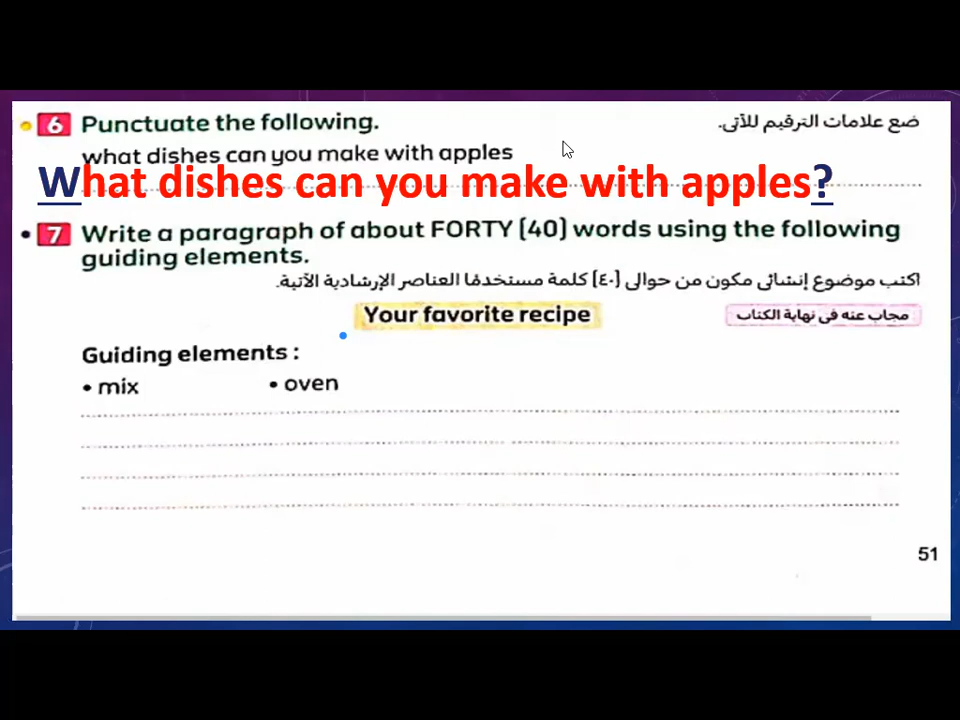 6 Punctuate the following. ضع علامات الترقيم للآتى.
what dishes can you make with apples
What dishes can you make with apples?
• 7 Write a paragraph of about FORTY (40) words using the following
guiding elements.
اكتب موضوع إنشائى مكون من حوالى (٤٠) كلمة مستخدمًا العناصر الإرشادية الآتية.
Your favorite recipe مجاب عنه فى نهاية الكتاب
Guiding elements :
• mix • oven
51